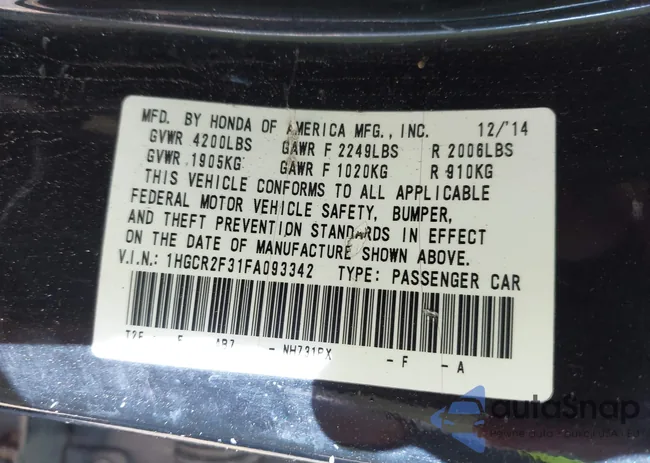 MFD. BY HONDA OF AMERICA MFG., INC. 12/'14
GVWR 4200LBS GAWR F 2249LBS R 2006LBS
GVWR 1905KG GAWR F 1020KG R 910KG
THIS VEHICLE CONFORMS TO ALL APPLICABLE
FEDERAL MOTOR VEHICLE SAFETY, BUMPER,
AND THEFT PREVENTION STANDARDS IN EFFECT
ON THE DATE OF MANUFACTURE SHOWN ABOVE.
V.I.N.: 1HGCR2F31FA093342 TYPE: PASSENGER CAR
NH731PX - F - A
autoSnap